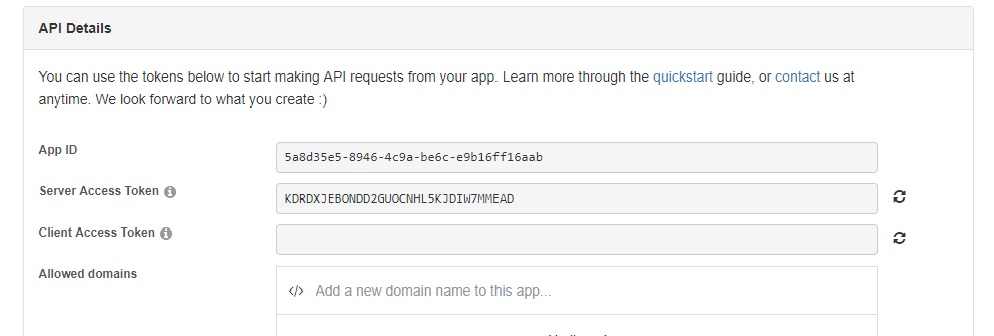 API Details
You can use the tokens below to start making API requests from your app. Learn more through the quickstart guide, or contact us at
anytime. We look forward to what you create :)
App ID
5a8d35e5-8946-4c9a-be6c-e9b16ff16aab
Server Access Token
KDRDXJEBONDD2GUOCNHL5KJDIW7MMEAD
Client Access Token
Allowed domains
</> Add a new domain name to this app...